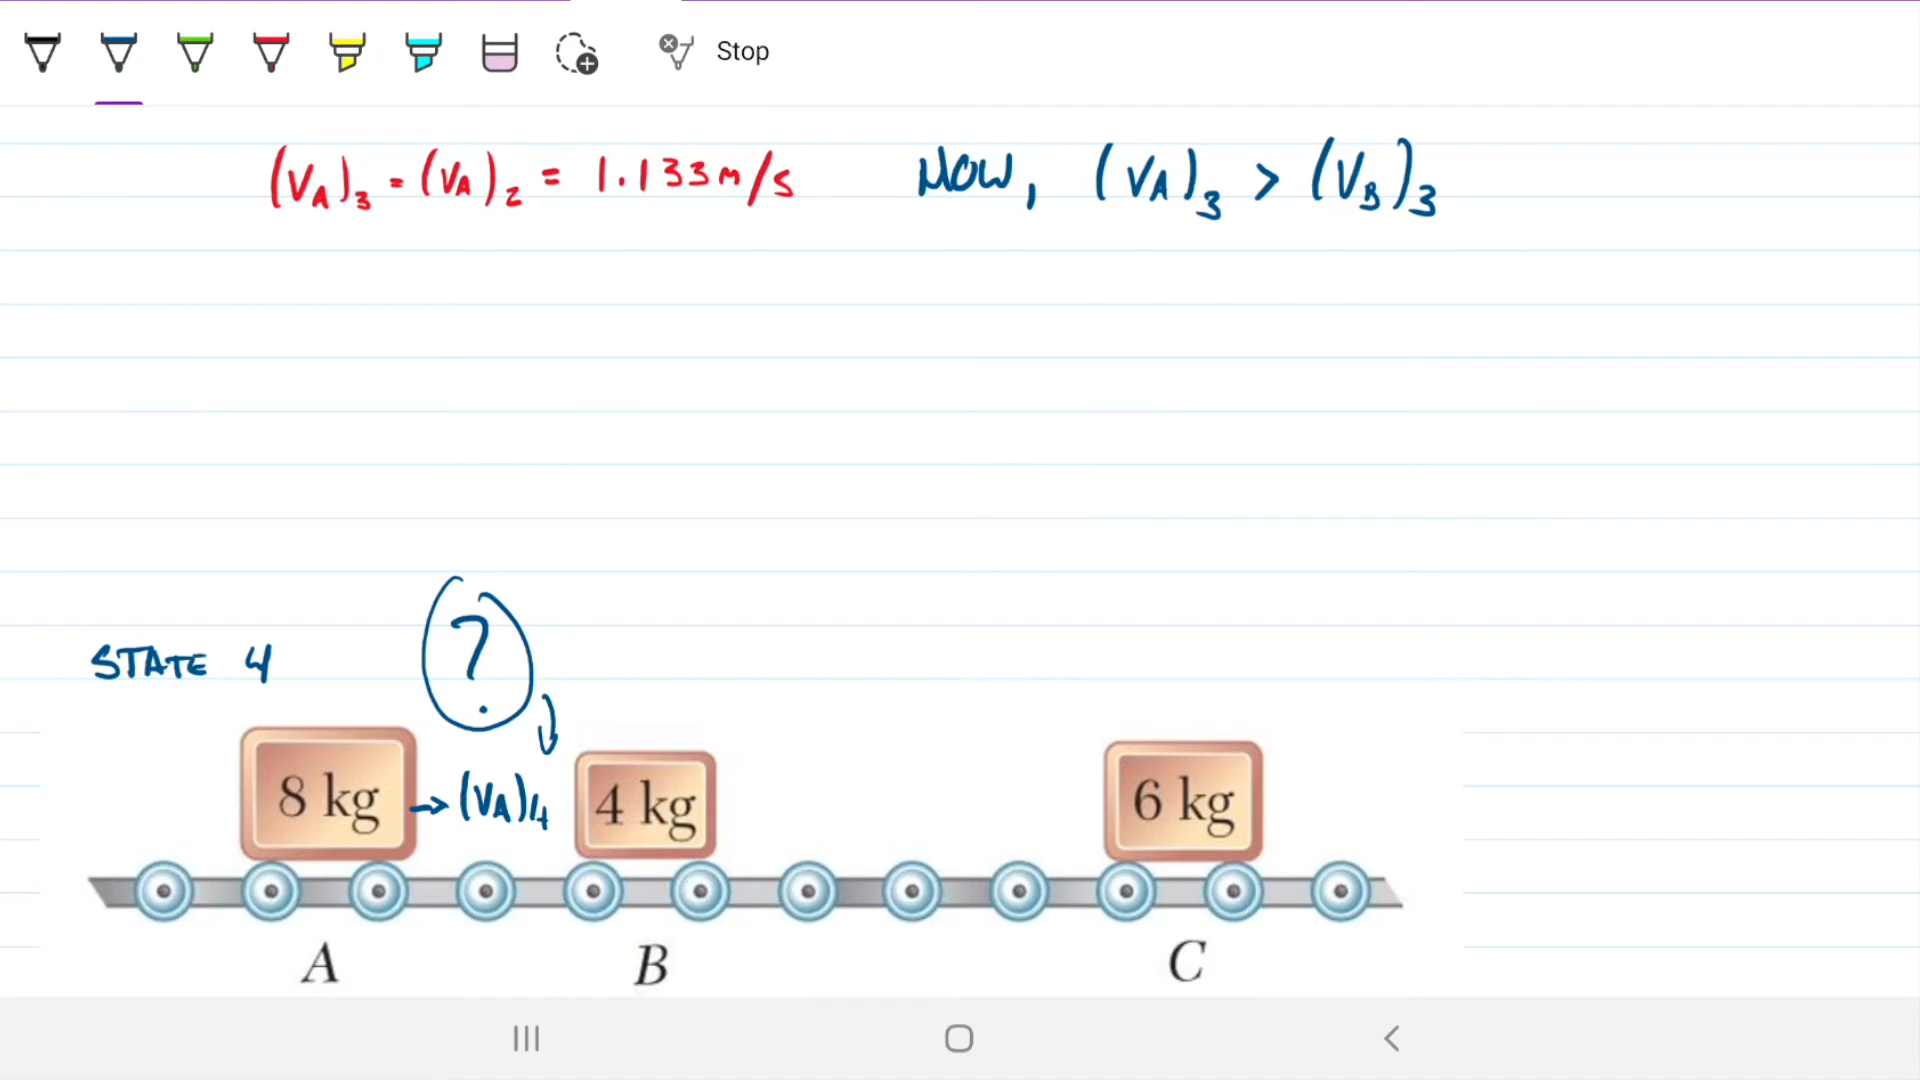 Stop
(VA)3 = (VA)2 = 1.133 m/s NOW, (VA)3 > (VB)3
?
STATE 4
8 kg → (VA)4 4 kg 6 kg
A B C